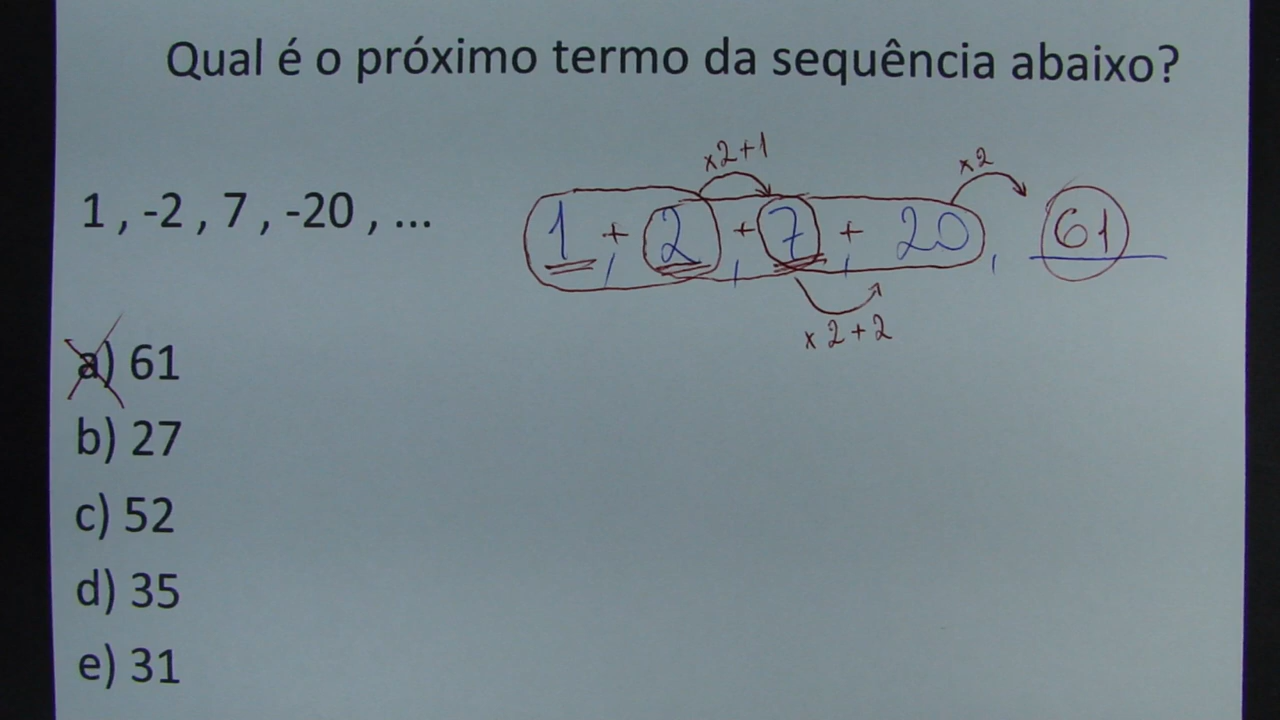 Qual é o próximo termo da sequência abaixo?
x2+1
x2
1 , -2 , 7 , -20 , ...
1 + 2 + 7 + 20 , 61
x2+2
a) 61
b) 27
c) 52
d) 35
e) 31